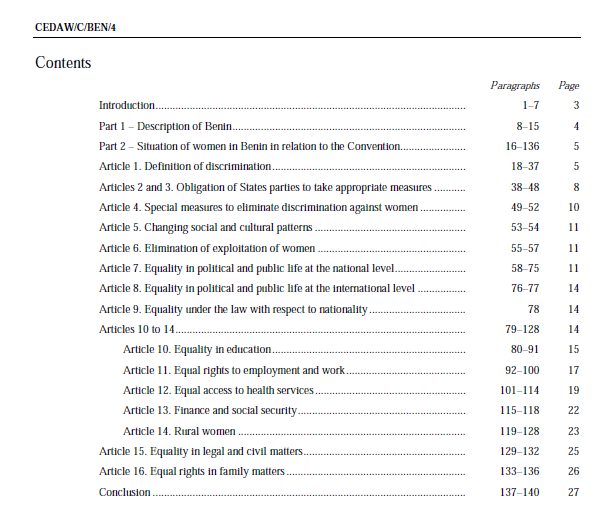 CEDAW/C/BEN/4
Contents
Paragraphs Page
Introduction 1–7 3
Part 1 – Description of Benin 8–15 4
Part 2 – Situation of women in Benin in relation to the Convention 16–136 5
Article 1. Definition of discrimination 18–37 5
Articles 2 and 3. Obligation of States parties to take appropriate measures 38–48 8
Article 4. Special measures to eliminate discrimination against women 49–52 10
Article 5. Changing social and cultural patterns 53–54 11
Article 6. Elimination of exploitation of women 55–57 11
Article 7. Equality in political and public life at the national level 58–75 11
Article 8. Equality in political and public life at the international level 76–77 14
Article 9. Equality under the law with respect to nationality 78 14
Articles 10 to 14 79–128 14
Article 10. Equality in education 80–91 15
Article 11. Equal rights to employment and work 92–100 17
Article 12. Equal access to health services 101–114 19
Article 13. Finance and social security 115–118 22
Article 14. Rural women 119–128 23
Article 15. Equality in legal and civil matters 129–132 25
Article 16. Equal rights in family matters 133–136 26
Conclusion 137–140 27